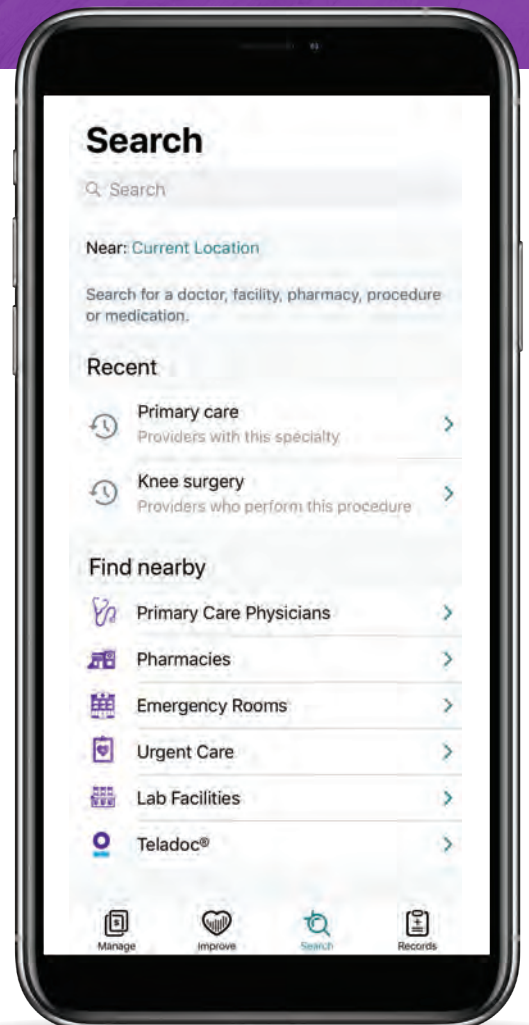 Search
Search
Near: Current Location
Search for a doctor, facility, pharmacy, procedure
or medication.
Recent
Primary care
Providers with this specialty
Knee surgery
Providers who perform this procedure
Find nearby
Primary Care Physicians
Pharmacies
Emergency Rooms
Urgent Care
Lab Facilities
Teladoc®
Manage
Improve
Search
Records